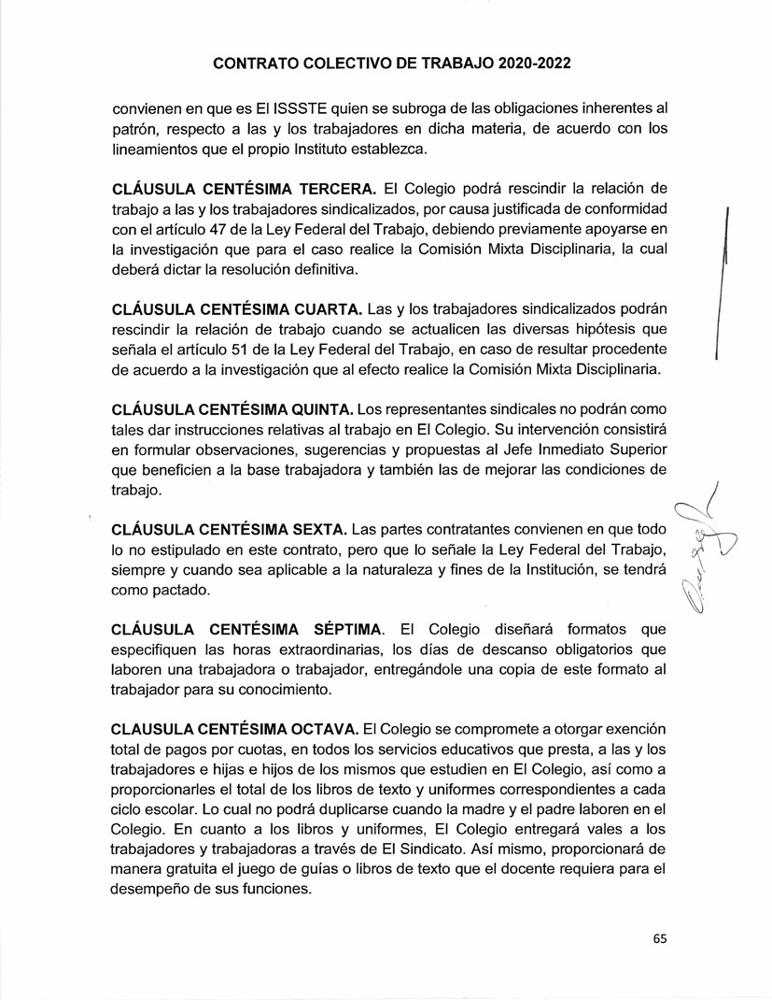 CONTRATO COLECTIVO DE TRABAJO 2020-2022
convienen en que es El ISSSTE quien se subroga de las obligaciones inherentes al
patrón, respecto a las y los trabajadores en dicha materia, de acuerdo con los
lineamientos que el propio Instituto establezca.
CLÁUSULA CENTÉSIMA TERCERA. El Colegio podrá rescindir la relación de
trabajo a las y los trabajadores sindicalizados, por causa justificada de conformidad
con el artículo 47 de la Ley Federal del Trabajo, debiendo previamente apoyarse en
la investigación que para el caso realice la Comisión Mixta Disciplinaria, la cual
deberá dictar la resolución definitiva.
CLÁUSULA CENTÉSIMA CUARTA. Las y los trabajadores sindicalizados podrán
rescindir la relación de trabajo cuando se actualicen las diversas hipótesis que
señala el artículo 51 de la Ley Federal del Trabajo, en caso de resultar procedente
de acuerdo a la investigación que al efecto realice la Comisión Mixta Disciplinaria.
CLÁUSULA CENTÉSIMA QUINTA. Los representantes sindicales no podrán como
tales dar instrucciones relativas al trabajo en El Colegio. Su intervención consistirá
en formular observaciones, sugerencias y propuestas al Jefe Inmediato Superior
que beneficien a la base trabajadora y también las de mejorar las condiciones de
trabajo.
CLÁUSULA CENTÉSIMA SEXTA. Las partes contratantes convienen en que todo
lo no estipulado en este contrato, pero que lo señale la Ley Federal del Trabajo,
siempre y cuando sea aplicable a la naturaleza y fines de la Institución, se tendrá
como pactado.
CLÁUSULA CENTÉSIMA SÉPTIMA. El Colegio diseñará formatos que
especifiquen las horas extraordinarias, los días de descanso obligatorios que
laboren una trabajadora o trabajador, entregándole una copia de este formato al
trabajador para su conocimiento.
CLAUSULA CENTÉSIMA OCTAVA. El Colegio se compromete a otorgar exención
total de pagos por cuotas, en todos los servicios educativos que presta, a las y los
trabajadores e hijas e hijos de los mismos que estudien en El Colegio, así como a
proporcionarles el total de los libros de texto y uniformes correspondientes a cada
ciclo escolar. Lo cual no podrá duplicarse cuando la madre y el padre laboren en el
Colegio. En cuanto a los libros y uniformes, El Colegio entregará vales a los
trabajadores y trabajadoras a través de El Sindicato. Así mismo, proporcionará de
manera gratuita el juego de guías o libros de texto que el docente requiera para el
desempeño de sus funciones.
65